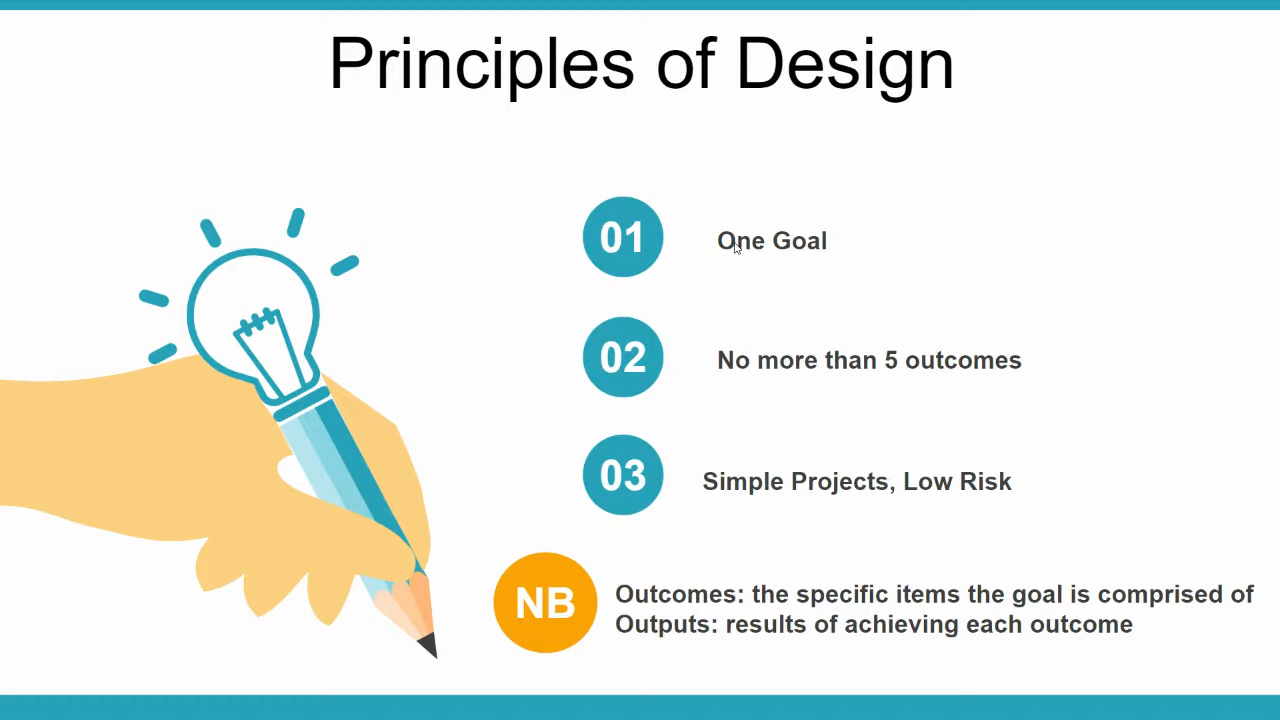 Principles of Design
01 One Goal
02 No more than 5 outcomes
03 Simple Projects, Low Risk
NB
Outcomes: the specific items the goal is comprised of
Outputs: results of achieving each outcome